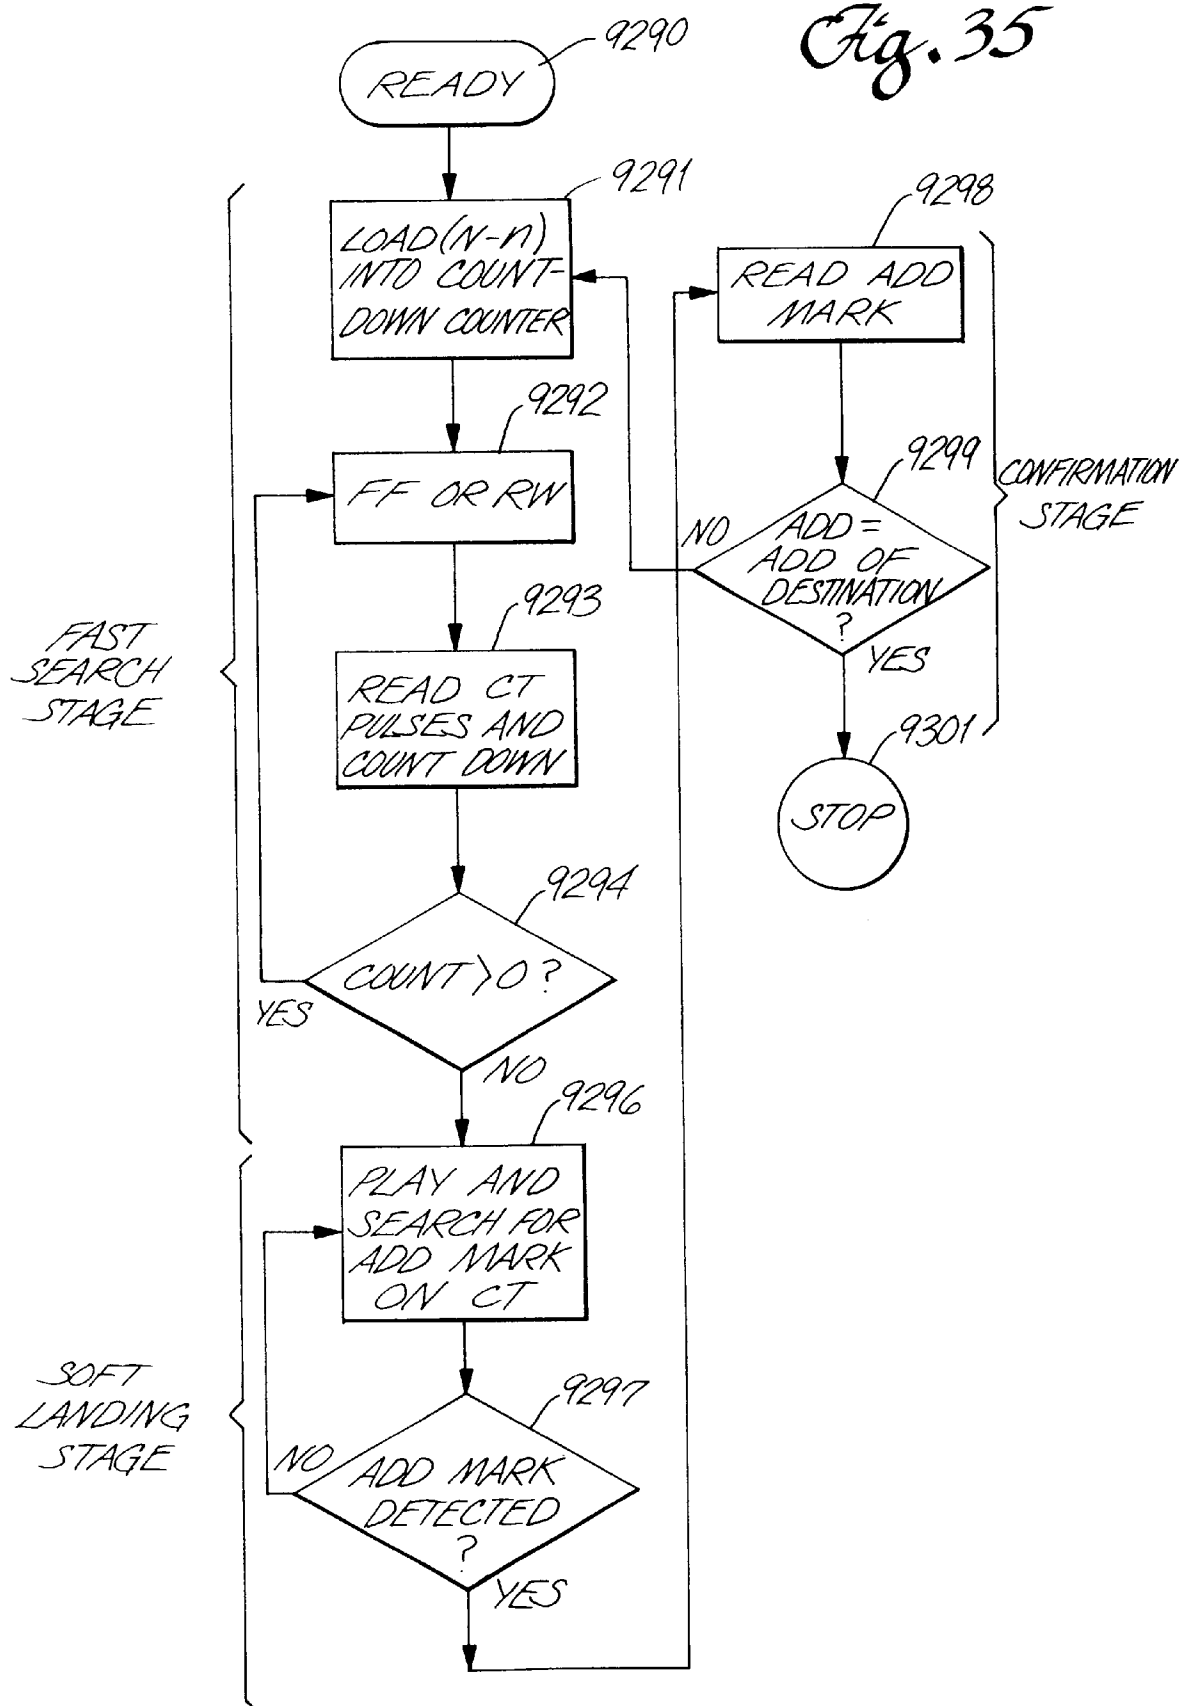 Fig. 35
9290
READY
9291
LOAD (N-n)
INTO COUNT-
DOWN COUNTER
9292
FF OR RW
9293
READ CT
PULSES AND
COUNT DOWN
9294
COUNT>0?
YES
NO
FAST
SEARCH
STAGE
9296
PLAY AND
SEARCH FOR
ADD MARK
ON CT
9297
ADD MARK
DETECTED
?
NO
YES
SOFT
LANDING
STAGE
9298
READ ADD
MARK
9299
ADD =
ADD OF
DESTINATION
?
NO
YES
9301
STOP
CONFIRMATION
STAGE